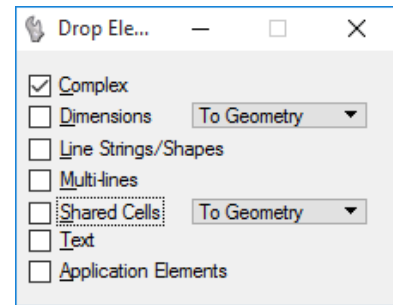 Drop Ele...
Complex
Dimensions To Geometry
Line Strings/Shapes
Multi-lines
Shared Cells To Geometry
Text
Application Elements